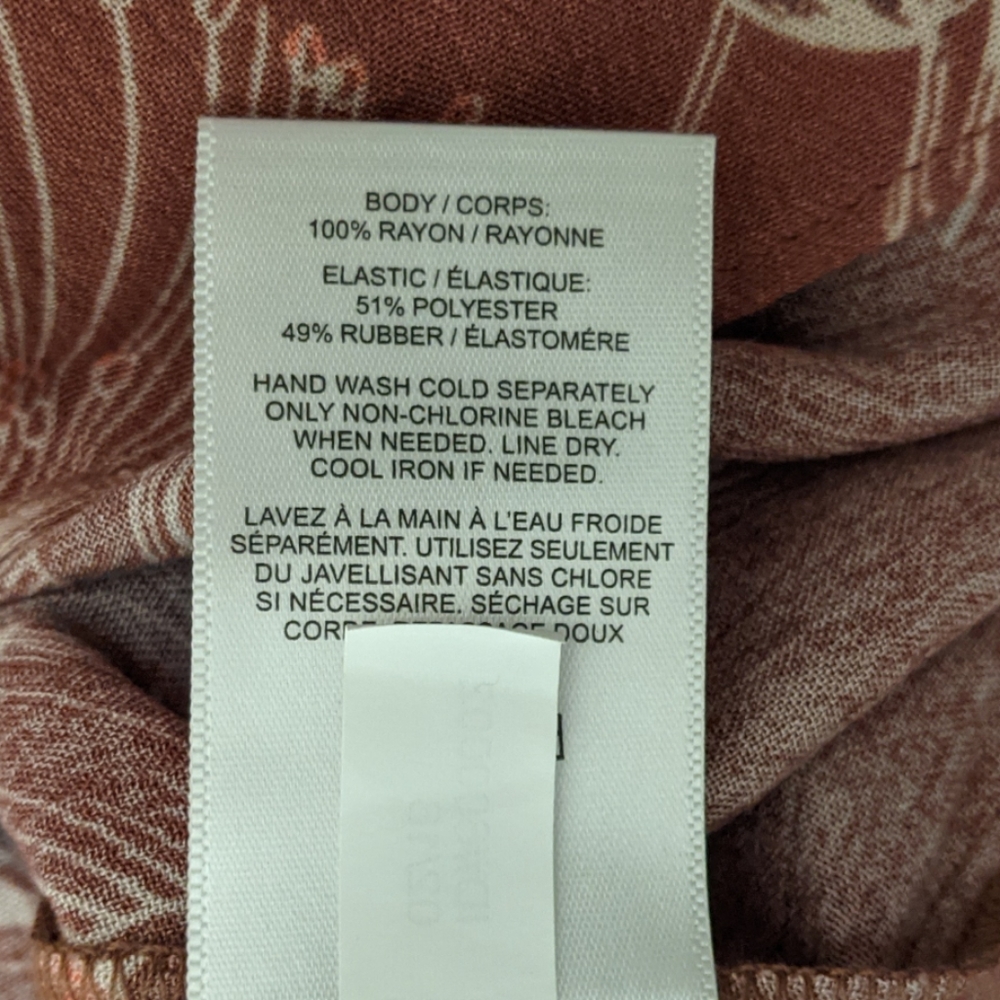 BODY / CORPS:
100% RAYON / RAYONNE
ELASTIC / ÉLASTIQUE:
51% POLYESTER
49% RUBBER / ÉLASTOMÉRE
HAND WASH COLD SEPARATELY
ONLY NON-CHLORINE BLEACH
WHEN NEEDED. LINE DRY.
COOL IRON IF NEEDED.
LAVEZ À LA MAIN À L'EAU FROIDE
SÉPARÉMENT. UTILISEZ SEULEMENT
DU JAVELLISANT SANS CHLORE
SI NÉCESSAIRE. SÉCHAGE SUR
DOUX